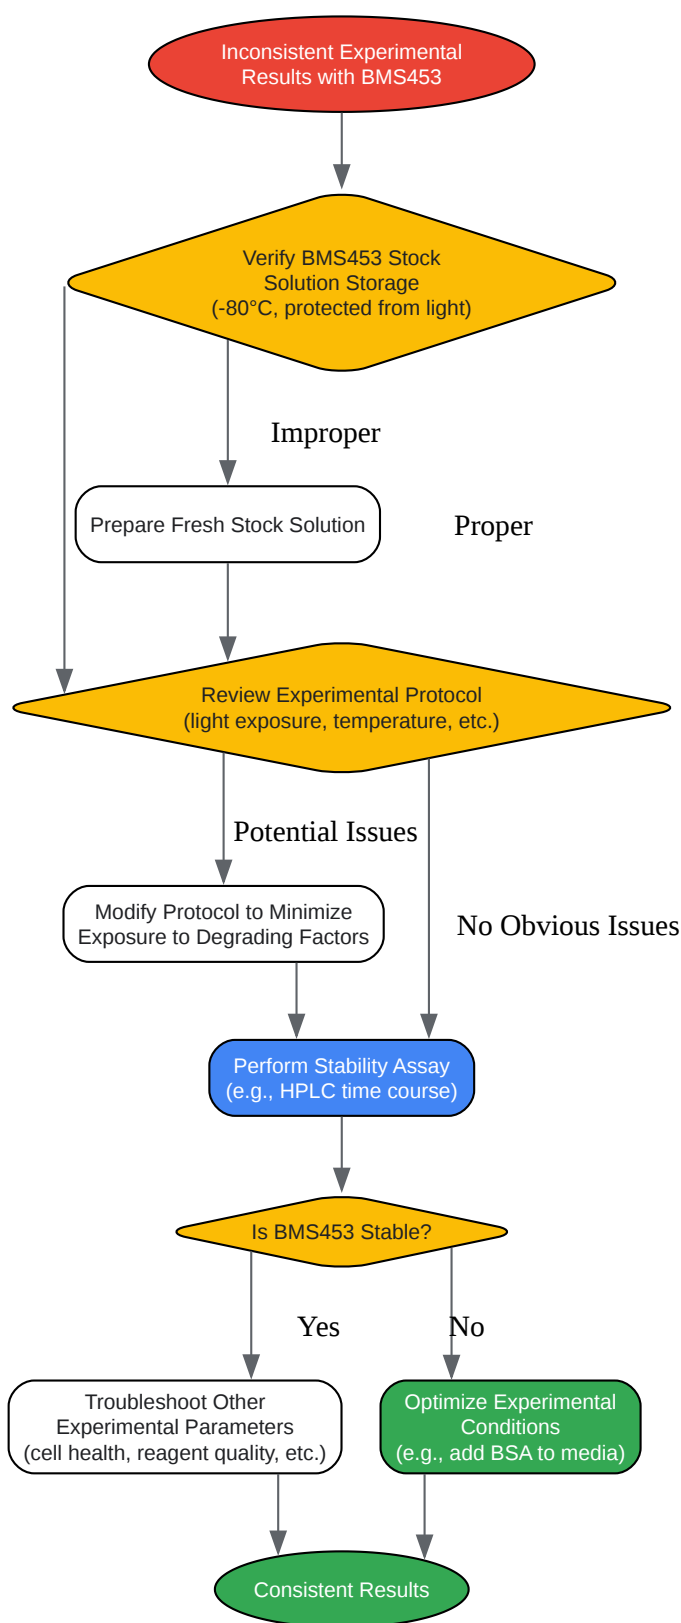 Inconsistent Experimental
Results with BMS453
Verify BMS453 Stock
Solution Storage
(-80°C, protected from light)
Improper
Prepare Fresh Stock Solution
Proper
Review Experimental Protocol
(light exposure, temperature, etc.)
Potential Issues
Modify Protocol to Minimize
Exposure to Degrading Factors
No Obvious Issues
Perform Stability Assay
(e.g., HPLC time course)
Is BMS453 Stable?
Yes
No
Troubleshoot Other
Experimental Parameters
(cell health, reagent quality, etc.)
Optimize Experimental
Conditions
(e.g., add BSA to media)
Consistent Results